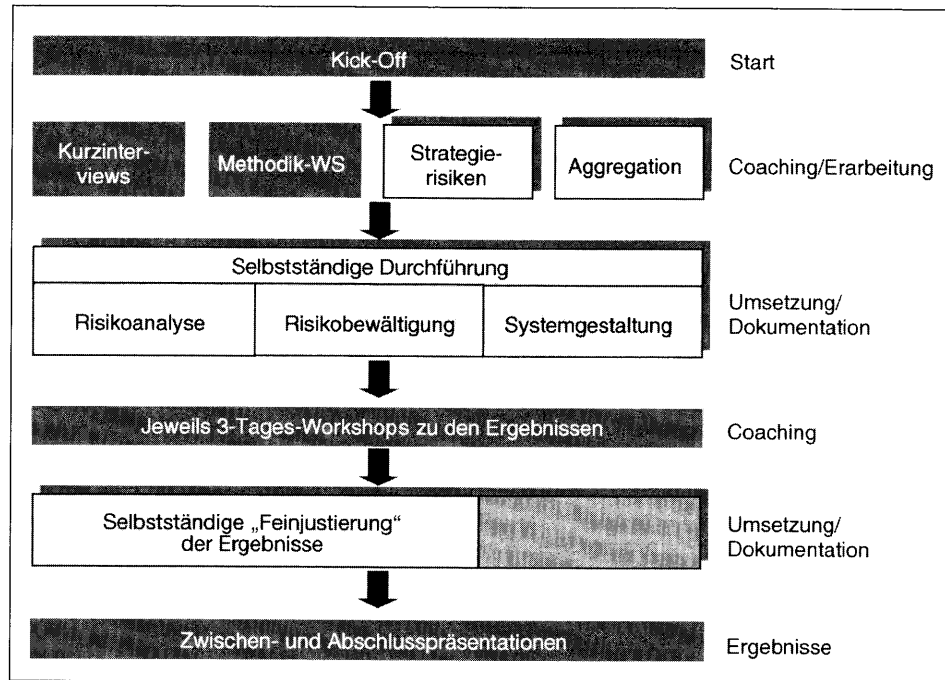 Kick-Off
Start
Kurzinter-
views
Methodik-WS
Strategie-
risiken
Aggregation
Coaching/Erarbeitung
Selbstständige Durchführung
Risikoanalyse
Risikobewältigung
Systemgestaltung
Umsetzung/
Dokumentation
Jeweils 3-Tages-Workshops zu den Ergebnissen
Coaching
Selbstständige „Feinjustierung“
der Ergebnisse
Umsetzung/
Dokumentation
Zwischen- und Abschlusspräsentationen
Ergebnisse